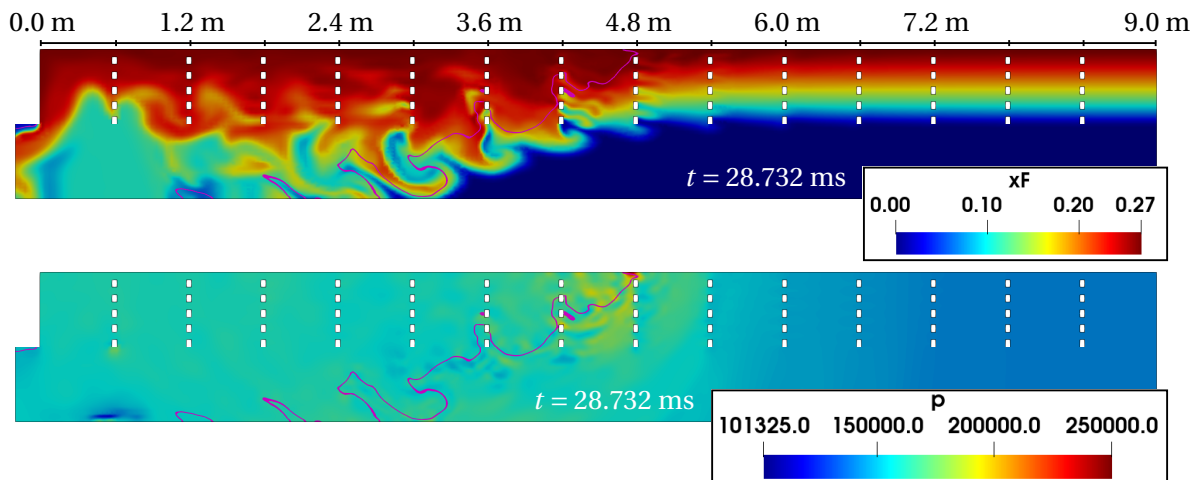 0.0 m 1.2 m 2.4 m 3.6 m 4.8 m 6.0 m 7.2 m 9.0 m
t = 28.732 ms
xF
0.00 0.10 0.20 0.27
t = 28.732 ms
p
101325.0 150000.0 200000.0 250000.0